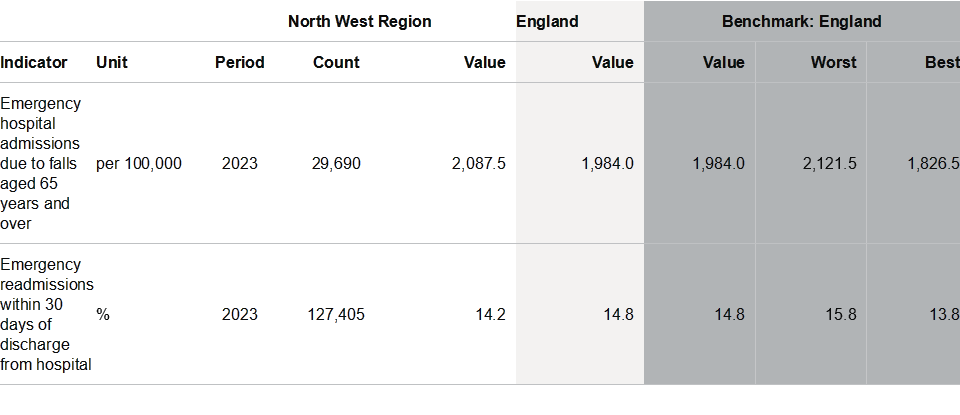 North West Region England Benchmark: England
Indicator Unit Period Count Value Value Value Worst Best
Emergency
hospital
admissions
due to falls per 100,000 2023 29,690 2,087.5 1,984.0 1,984.0 2,121.5 1,826.5
aged 65
years and
over
Emergency
readmissions
within 30
days of % 2023 127,405 14.2 14.8 14.8 15.8 13.8
discharge
from hospital